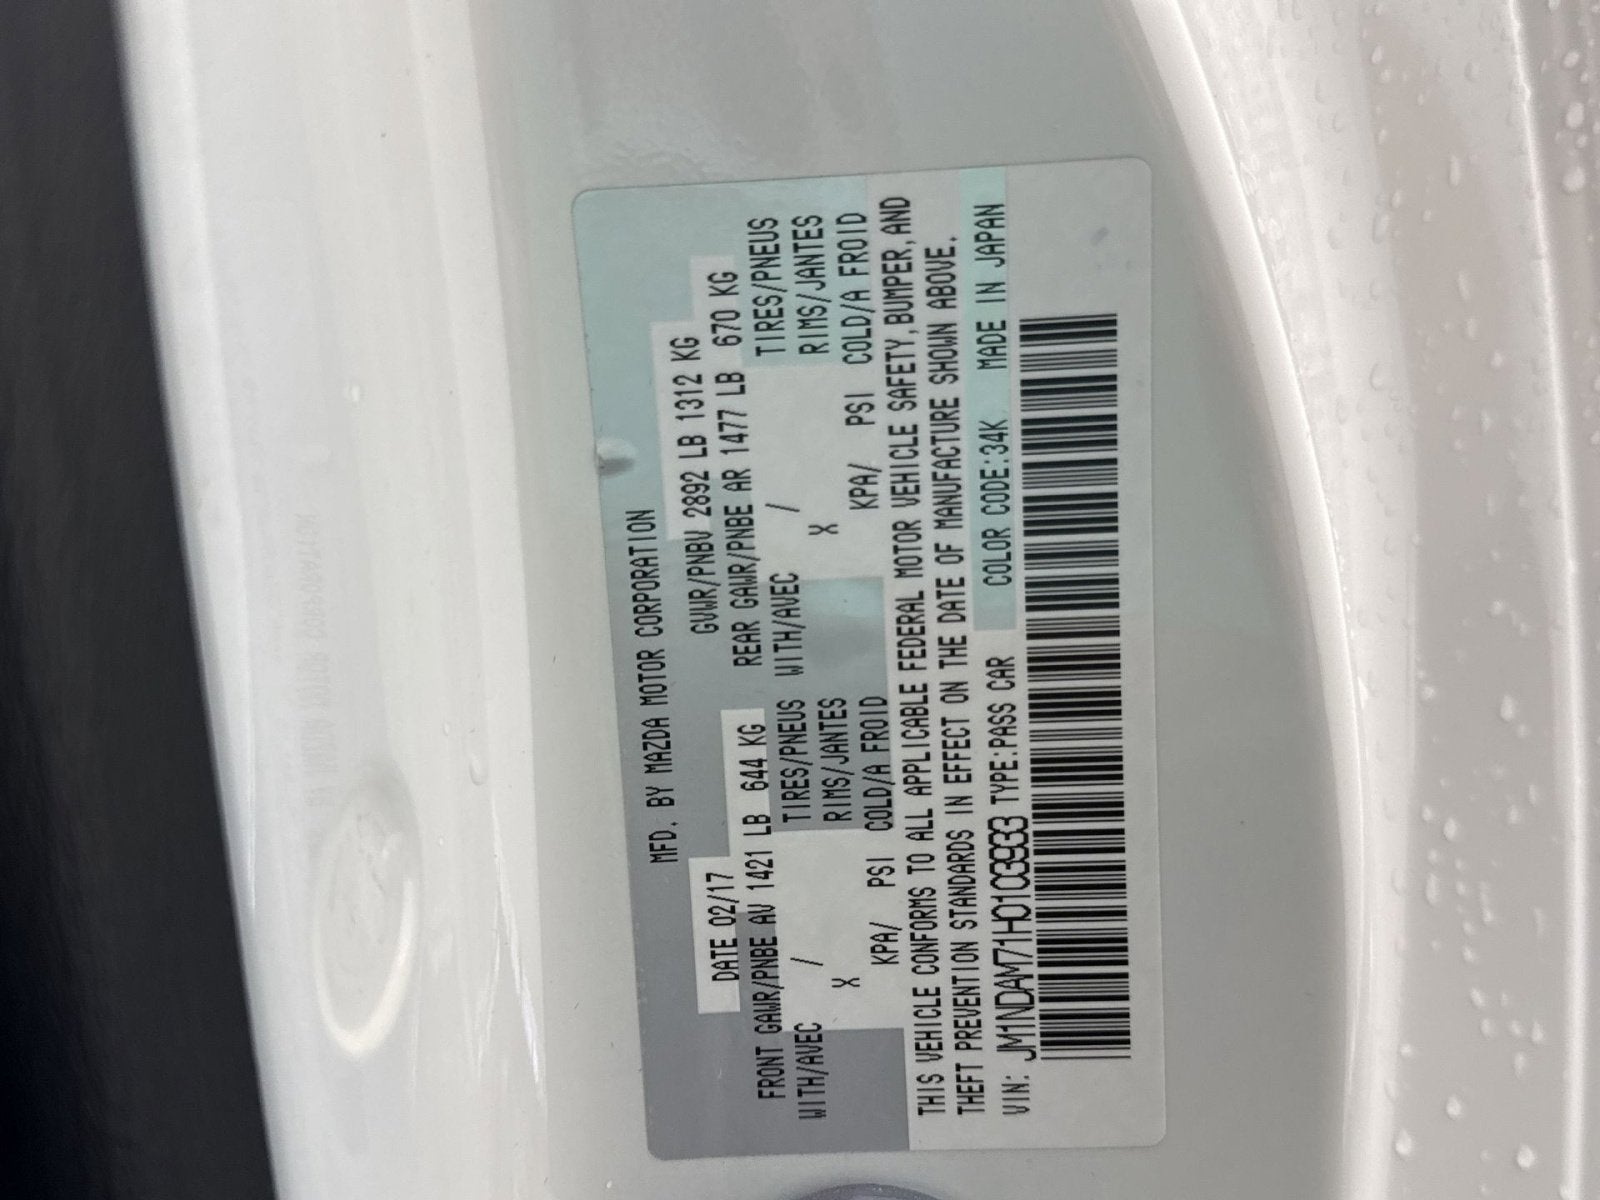 MFD. BY MAZDA MOTOR CORPORATION
DATE 02/17 GVWR/PNBV 2892 LB 1312 KG
FRONT GAWR/PNBE AV 1421 LB 644 KG REAR GAWR/PNBE AR 1477 LB 670 KG
WITH/AVEC / TIRES/PNEUS WITH/AVEC / TIRES/PNEUS
X RIMS/JANTES X RIMS/JANTES
KPA/ PSI COLD/A FROID KPA/ PSI COLD/A FROID
THIS VEHICLE CONFORMS TO ALL APPLICABLE FEDERAL MOTOR VEHICLE SAFETY,BUMPER,AND
THEFT PREVENTION STANDARDS IN EFFECT ON THE DATE OF MANUFACTURE SHOWN ABOVE.
VIN: JM1NDAM71H0103933 TYPE:PASS CAR COLOR CODE:34K MADE IN JAPAN